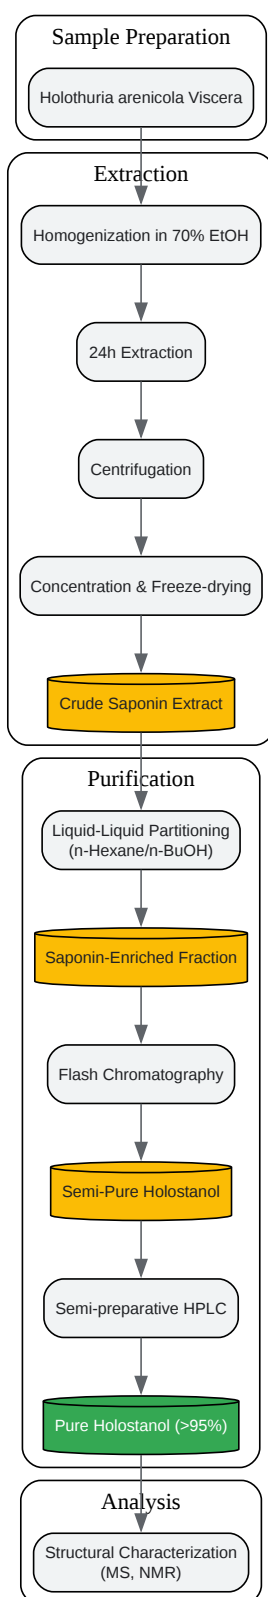 Sample Preparation
Holothuria arenicola Viscera
Extraction
Homogenization in 70% EtOH
24h Extraction
Centrifugation
Concentration & Freeze-drying
Crude Saponin Extract
Purification
Liquid-Liquid Partitioning
(n-Hexane/n-BuOH)
Saponin-Enriched Fraction
Flash Chromatography
Semi-Pure Holostanol
Semi-preparative HPLC
Pure Holostanol (>95%)
Analysis
Structural Characterization
(MS, NMR)